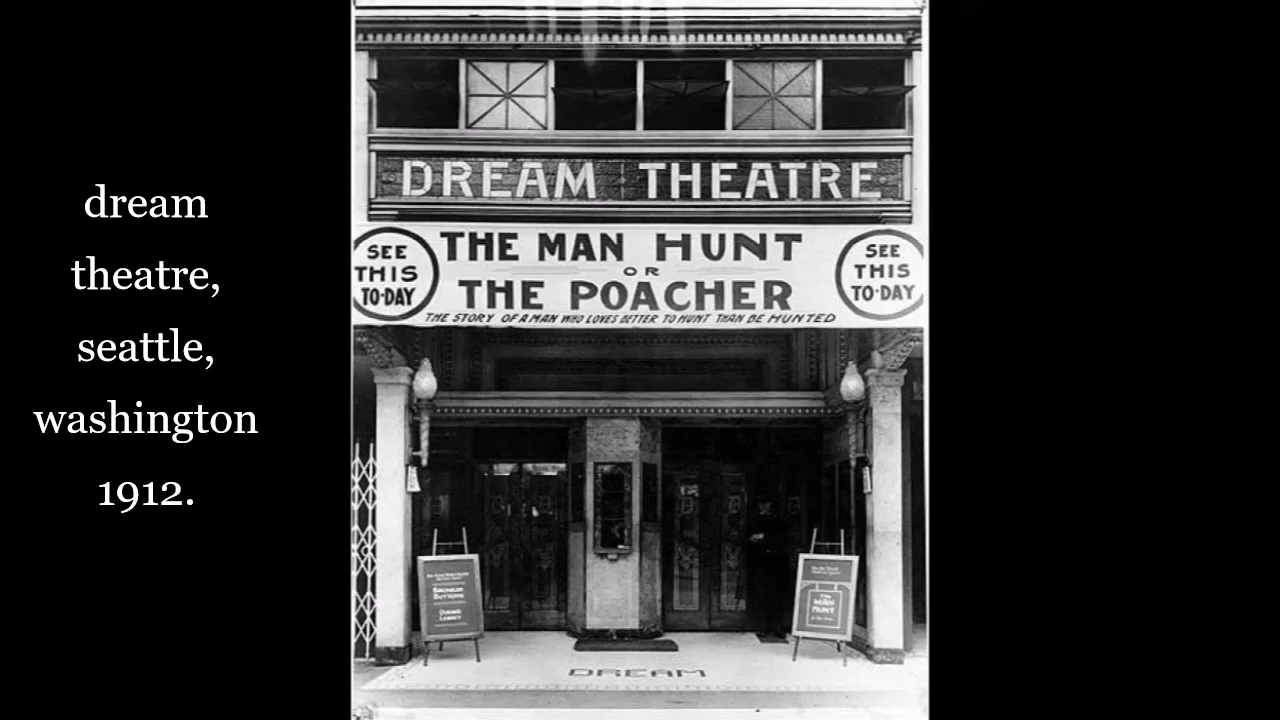 dream
theatre,
seattle,
washington
1912.
DREAM THEATRE
SEE
THIS
TO-DAY
THE MAN HUNT
OR
THE POACHER
THE STORY OF A MAN WHO LOVES BETTER TO HUNT THAN BE HUNTED
SEE
THIS
TO-DAY
BACHELOR
BUTTONS
THE
MAN
HUNT
DREAM